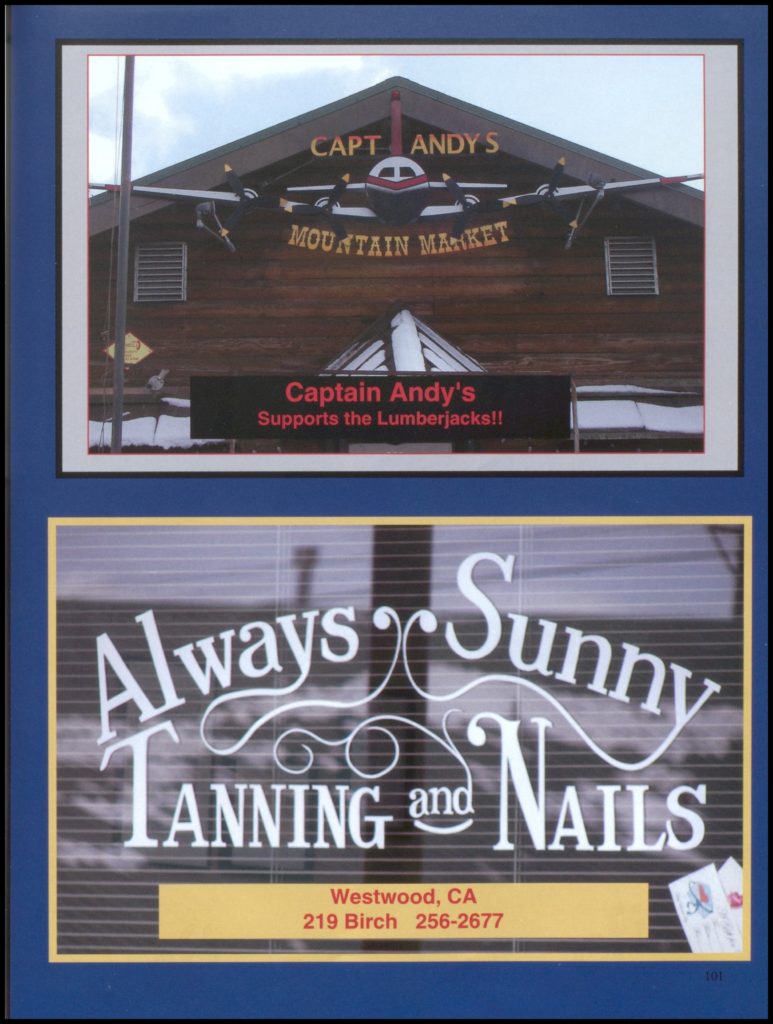 CAPT ANDY'S
MOUNTAIN MARKET
Captain Andy's
Supports the Lumberjacks!!
Always Sunny
TANNING and NAILS
Westwood, CA
219 Birch 256-2677
101